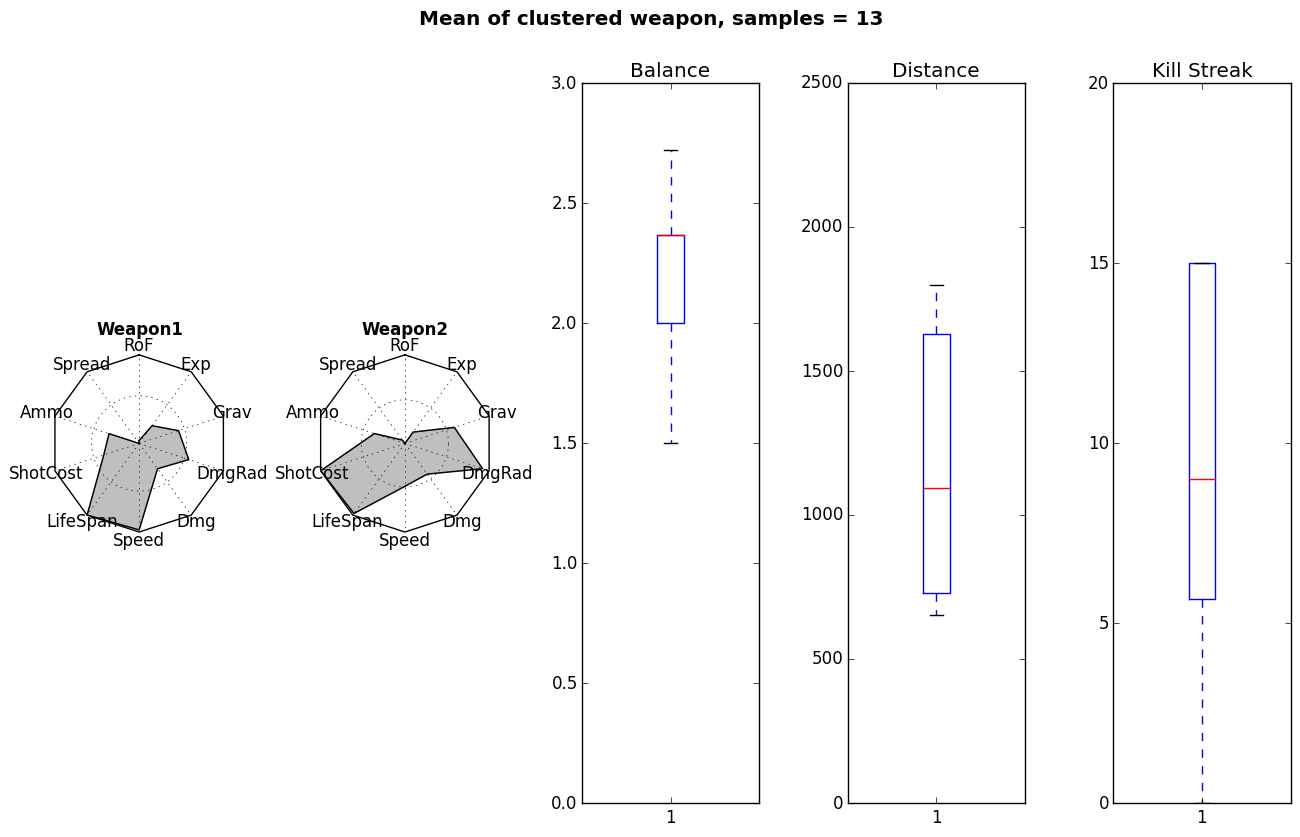 Mean of clustered weapon, samples = 13
Weapon1
RoF
Spread
Exp
Ammo
Grav
ShotCost
DmgRad
LifeSpan
Dmg
Speed
Weapon2
RoF
Spread
Exp
Ammo
Grav
ShotCost
DmgRad
LifeSpan
Dmg
Speed
Balance
3.0
2.5
2.0
1.5
1.0
0.5
0.0
1
Distance
2500
2000
1500
1000
500
0
1
Kill Streak
20
15
10
5
0
1